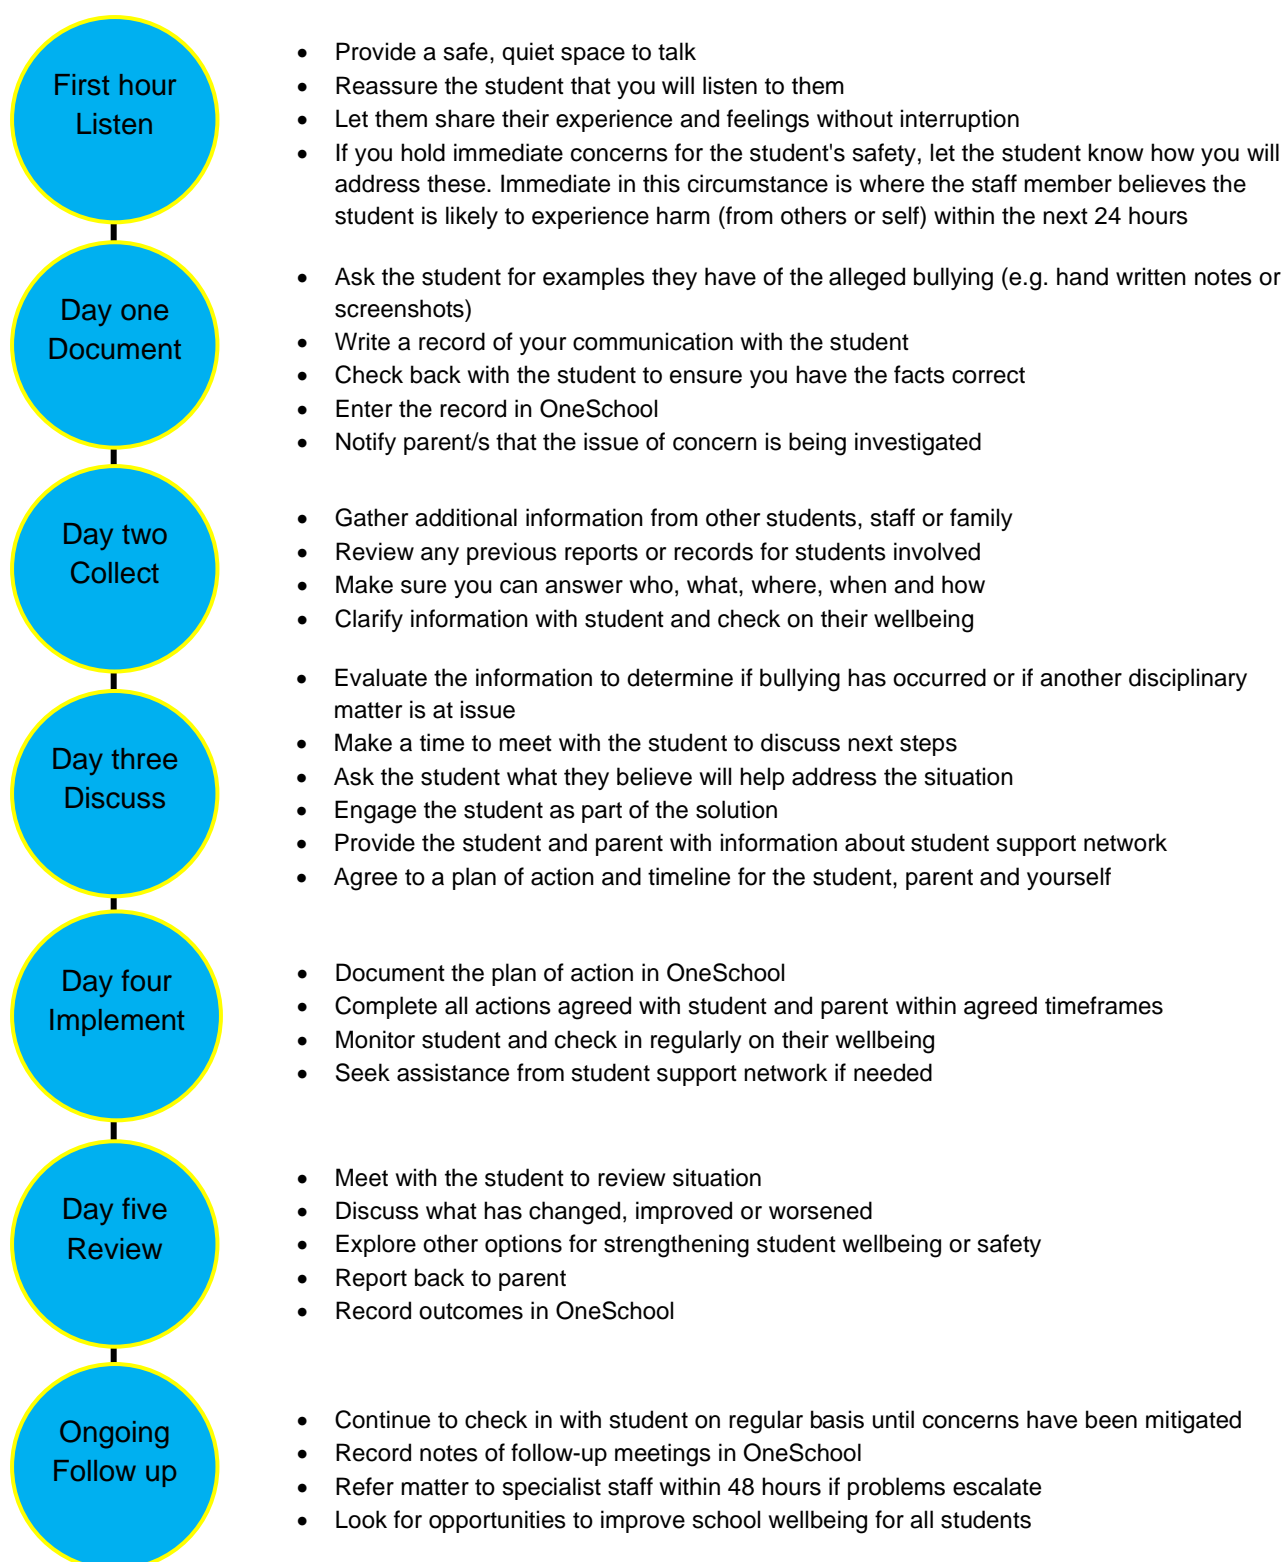 First hour
Listen
• Provide a safe, quiet space to talk
• Reassure the student that you will listen to them
• Let them share their experience and feelings without interruption
• If you hold immediate concerns for the student's safety, let the student know how you will
address these. Immediate in this circumstance is where the staff member believes the
student is likely to experience harm (from others or self) within the next 24 hours
Day one
Document
• Ask the student for examples they have of the alleged bullying (e.g. hand written notes or
screenshots)
• Write a record of your communication with the student
• Check back with the student to ensure you have the facts correct
• Enter the record in OneSchool
• Notify parent/s that the issue of concern is being investigated
Day two
Collect
• Gather additional information from other students, staff or family
• Review any previous reports or records for students involved
• Make sure you can answer who, what, where, when and how
• Clarify information with student and check on their wellbeing
Day three
Discuss
• Evaluate the information to determine if bullying has occurred or if another disciplinary
matter is at issue
• Make a time to meet with the student to discuss next steps
• Ask the student what they believe will help address the situation
• Engage the student as part of the solution
• Provide the student and parent with information about student support network
• Agree to a plan of action and timeline for the student, parent and yourself
Day four
Implement
• Document the plan of action in OneSchool
• Complete all actions agreed with student and parent within agreed timeframes
• Monitor student and check in regularly on their wellbeing
• Seek assistance from student support network if needed
Day five
Review
• Meet with the student to review situation
• Discuss what has changed, improved or worsened
• Explore other options for strengthening student wellbeing or safety
• Report back to parent
• Record outcomes in OneSchool
Ongoing
Follow up
• Continue to check in with student on regular basis until concerns have been mitigated
• Record notes of follow-up meetings in OneSchool
• Refer matter to specialist staff within 48 hours if problems escalate
• Look for opportunities to improve school wellbeing for all students